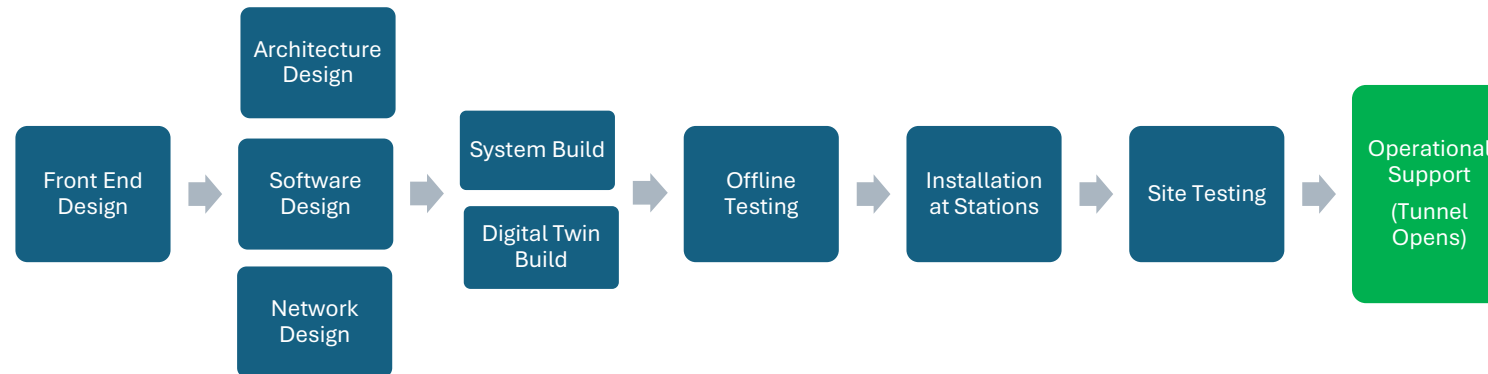 Front End
Design
Architecture
Design
Software
Design
Network
Design
System Build
Digital Twin
Build
Offline
Testing
Installation
at Stations
Site Testing
Operational
Support
(Tunnel
Opens)